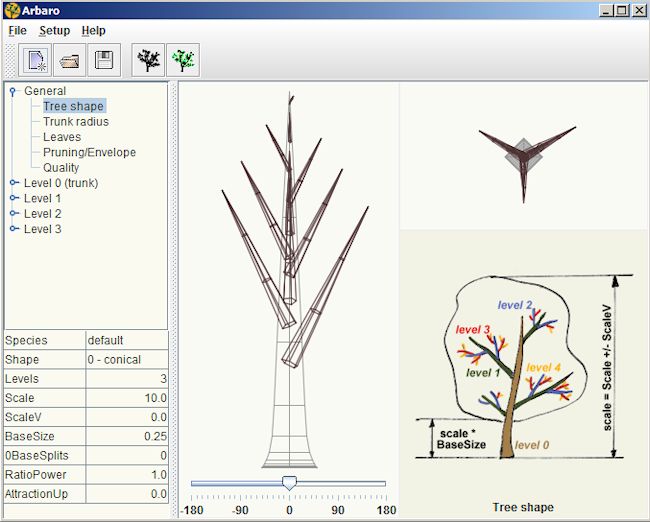 Arbaro
File Setup Help
General
Tree shape
Trunk radius
Leaves
Pruning/Envelope
Quality
Level 0 (trunk)
Level 1
Level 2
Level 3
Species default
Shape 0 - conical
Levels 3
Scale 10.0
ScaleV 0.0
BaseSize 0.25
0BaseSplits 0
RatioPower 1.0
AttractionUp 0.0
-180 -90 0 90 180
level 2
level 3
level 4
level 1
level 0
scale *
BaseSize
scale = Scale +/- ScaleV
Tree shape